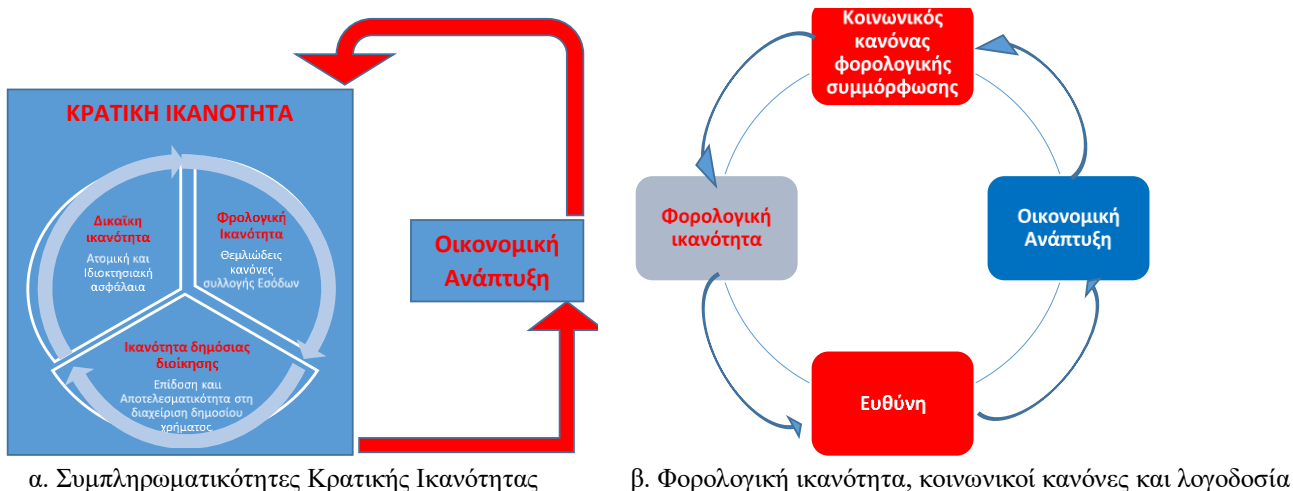 ΚΡΑΤΙΚΗ ΙΚΑΝΟΤΗΤΑ
Δικαϊκη
ικανότητα
Ατομική και
Ιδιοκτησιακή
ασφάλαια
Φρολογική
Ικανότητα
Θεμλιώδεις
κανόνες
συλλογής Εσόδων
Ικανότητα δημόσιας
διοίκησης
Επίδοση καιι
Αποτελεσματικότητα στη
διαχείριση δημοσίου
χρήματος
Οικονομική
Ανάπτυξη
α. Συμπληρωματικότητες Κρατικής Ικανότητας
Κοινωνικός
κανόνας
φορολογικής
συμμόρφωσης
Φορολογική
ικανότητα
Οικονομική
Ανάπτυξη
Ευθύνη
β. Φορολογική ικανότητα, κοινωνικοί κανόνες και λογοδοσία